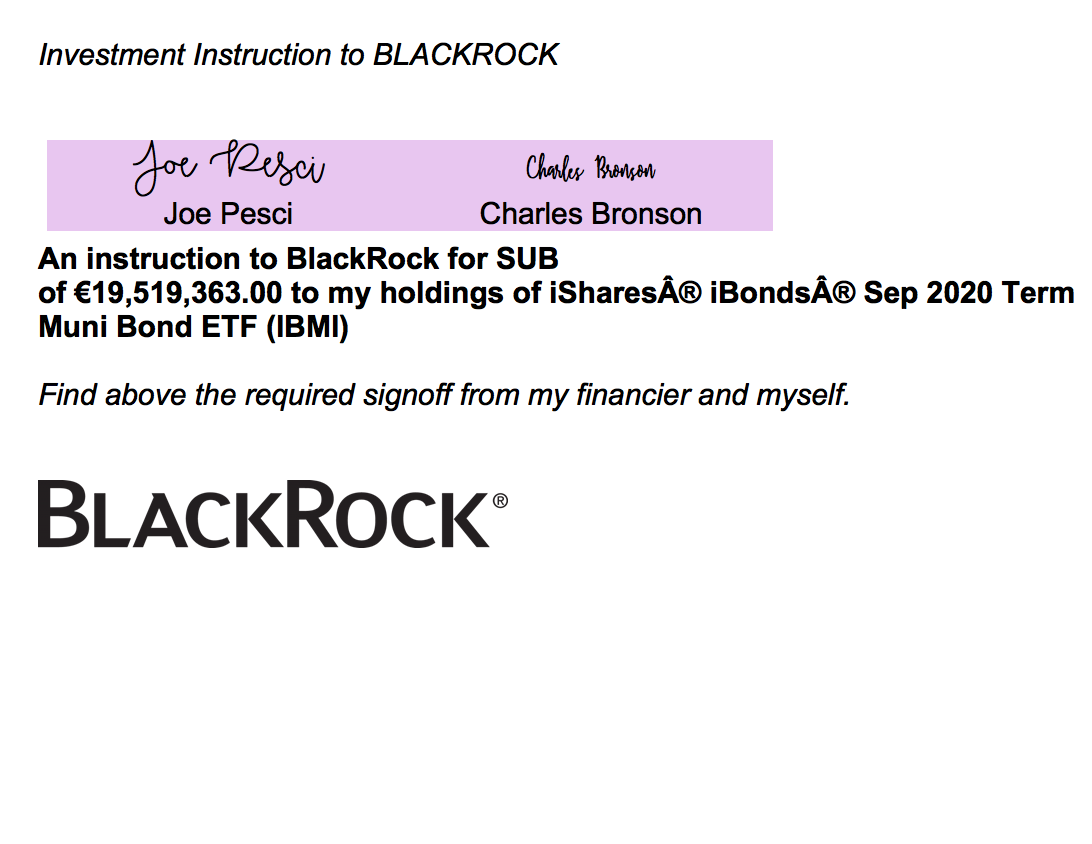 Investment Instruction to BLACKROCK
Joe Pesci Charles Bronson
Joe Pesci Charles Bronson
An instruction to BlackRock for SUB
of €19,519,363.00 to my holdings of iSharesÂ® iBondsÂ® Sep 2020 Term
Muni Bond ETF (IBMI)
Find above the required signoff from my financier and myself.
BLACKROCK®